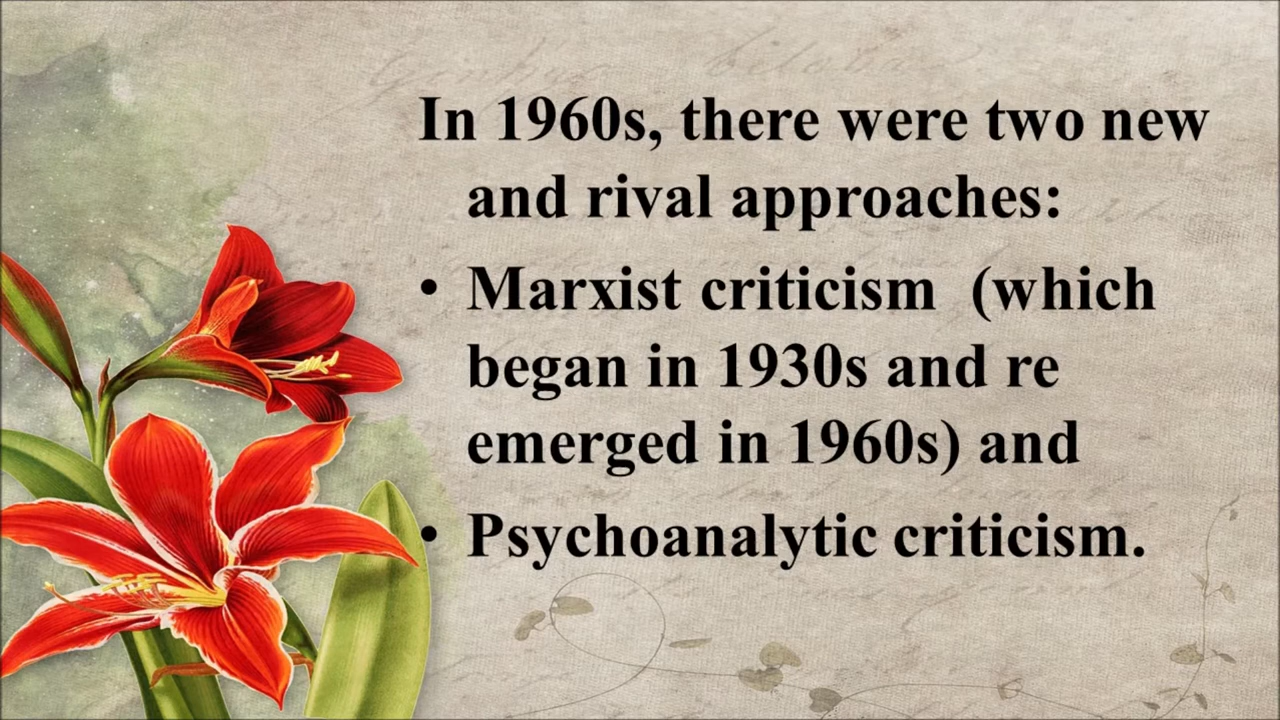 In 1960s, there were two new
and rival approaches:
• Marxist criticism (which
began in 1930s and re
emerged in 1960s) and
• Psychoanalytic criticism.